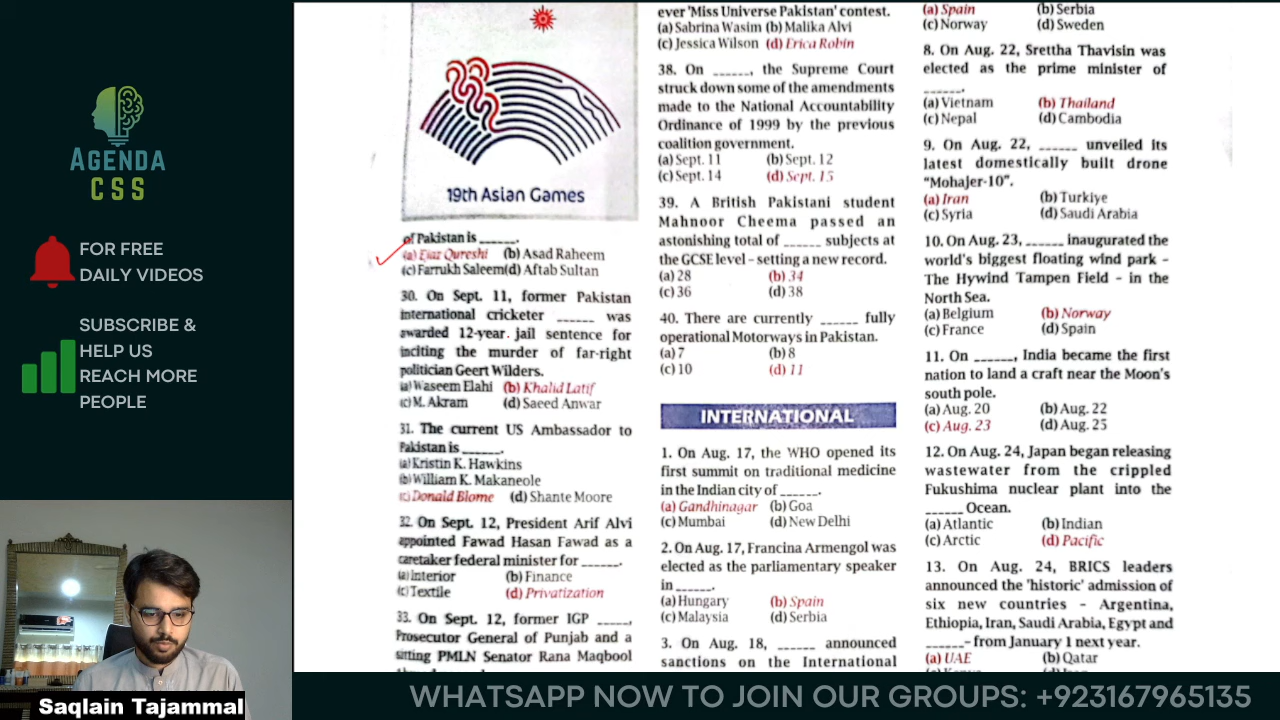 AGENDA
CSS
FOR FREE
DAILY VIDEOS
SUBSCRIBE &
HELP US
REACH MORE
PEOPLE
Saqlain Tajammal
19th Asian Games
of Pakistan is ______.
(a) Ejaz Qureshi (b) Asad Raheem
(c) Farrukh Saleem(d) Aftab Sultan
30. On Sept. 11, former Pakistan
international cricketer ______ was
awarded 12-year. jail sentence for
inciting the murder of far-right
politician Geert Wilders.
(a) Waseem Elahi (b) Khalid Latif
(c) M. Akram (d) Saeed Anwar
31. The current US Ambassador to
Pakistan is ______.
(a) Kristin K. Hawkins
(b) William K. Makaneole
(c) Donald Blome (d) Shante Moore
32. On Sept. 12, President Arif Alvi
appointed Fawad Hasan Fawad as a
caretaker federal minister for ______.
(a) Interior (b) Finance
(c) Textile (d) Privatization
33. On Sept. 12, former IGP _____,
Prosecutor General of Punjab and a
sitting PMLN Senator Rana Maqbool
ever 'Miss Universe Pakistan' contest.
(a) Sabrina Wasim (b) Malika Alvi
(c) Jessica Wilson (d) Erica Robin
38. On ______, the Supreme Court
struck down some of the amendments
made to the National Accountability
Ordinance of 1999 by the previous
coalition government.
(a) Sept. 11 (b) Sept. 12
(c) Sept. 14 (d) Sept. 15
39. A British Pakistani student
Mahnoor Cheema passed an
astonishing total of ______ subjects at
the GCSE level – setting a new record.
(a) 28 (b) 34
(c) 36 (d) 38
40. There are currently ______ fully
operational Motorways in Pakistan.
(a) 7 (b) 8
(c) 10 (d) 11
INTERNATIONAL
1. On Aug. 17, the WHO opened its
first summit on traditional medicine
in the Indian city of ______.
(a) Gandhinagar (b) Goa
(c) Mumbai (d) New Delhi
2. On Aug. 17, Francina Armengol was
elected as the parliamentary speaker
in ______.
(a) Hungary (b) Spain
(c) Malaysia (d) Serbia
3. On Aug. 18, ______ announced
sanctions on the International
(a) Spain (b) Serbia
(c) Norway (d) Sweden
8. On Aug. 22, Srettha Thavisin was
elected as the prime minister of
______.
(a) Vietnam (b) Thailand
(c) Nepal (d) Cambodia
9. On Aug. 22, ______ unveiled its
latest domestically built drone
"Mohajer-10".
(a) Iran (b) Turkiye
(c) Syria (d) Saudi Arabia
10. On Aug. 23, ______ inaugurated the
world's biggest floating wind park –
The Hywind Tampen Field – in the
North Sea.
(a) Belgium (b) Norway
(c) France (d) Spain
11. On ______, India became the first
nation to land a craft near the Moon's
south pole.
(a) Aug. 20 (b) Aug. 22
(c) Aug. 23 (d) Aug. 25
12. On Aug. 24, Japan began releasing
wastewater from the crippled
Fukushima nuclear plant into the
______ Ocean.
(a) Atlantic (b) Indian
(c) Arctic (d) Pacific
13. On Aug. 24, BRICS leaders
announced the 'historic' admission of
six new countries – Argentina,
Ethiopia, Iran, Saudi Arabia, Egypt and
______ – from January 1 next year.
(a) UAE (b) Qatar
WHATSAPP NOW TO JOIN OUR GROUPS: +923167965135